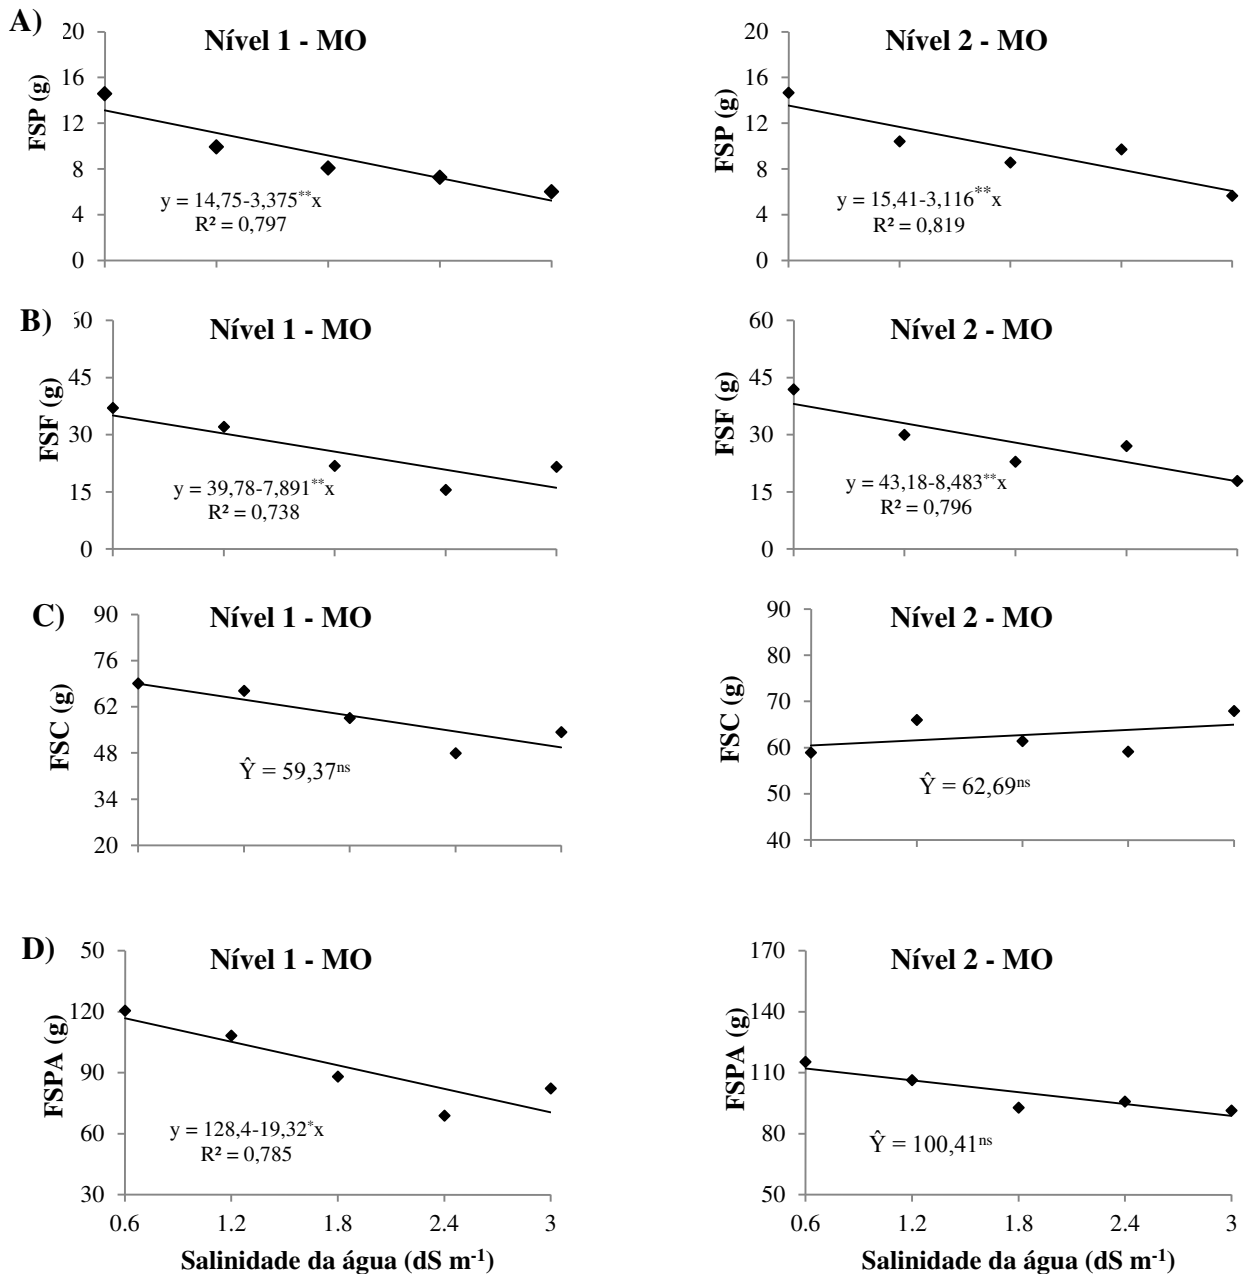 A)
Nível 1 - MO
FSP (g)
20
16
12
8
4
0
y = 14,75-3,375**x
R² = 0,797
Nível 2 - MO
FSP (g)
20
16
12
8
4
0
y = 15,41-3,116** x
R² = 0,819
B)
Nível 1 - MO
FSF (g)
60
45
30
15
0
y = 39,78-7,891**x
R² = 0,738
Nível 2 - MO
FSF (g)
60
45
30
15
0
y = 43,18-8,483**x
R² = 0,796
C)
Nível 1 - MO
FSC (g)
90
76
62
48
34
20
Ŷ = 59,37ns
Nível 2 - MO
FSC (g)
90
80
70
60
50
40
Ŷ = 62,69ns
D)
Nível 1 - MO
FSPA (g)
50
120
90
60
30
y = 128,4-19,32*x
R² = 0,785
0.6 1.2 1.8 2.4 3
Salinidade da água (dS m-1)
Nível 2 - MO
FSPA (g)
170
140
110
80
50
Ŷ = 100,41ns
0.6 1.2 1.8 2.4 3
Salinidade da água (dS m-1)